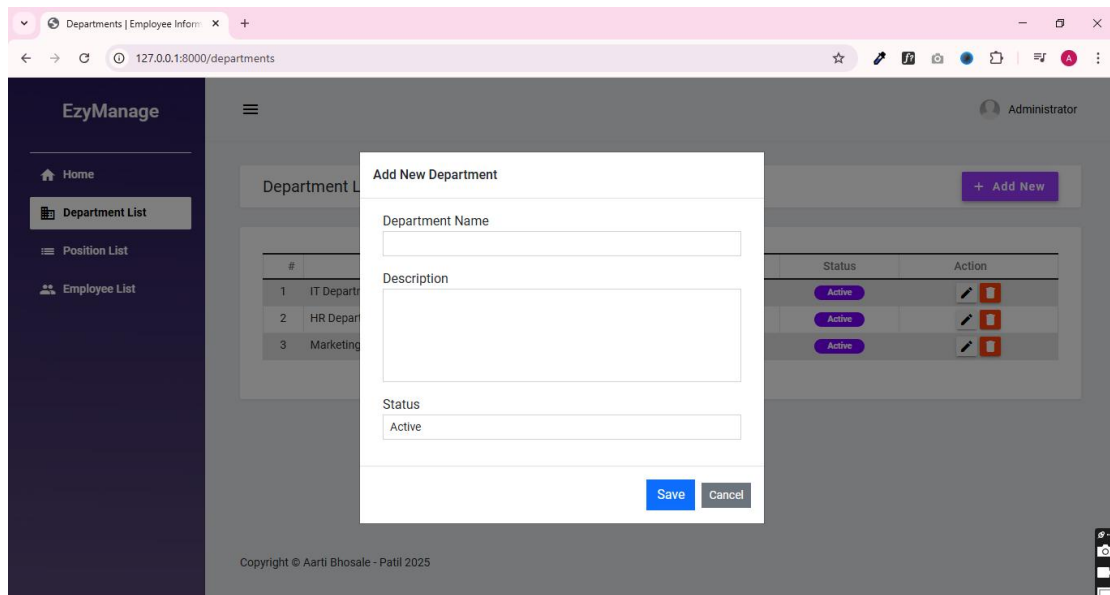 Departments | Employee Inform
127.0.0.1:8000/departments
A
EzyManage
Administrator
Home
Department List
Position List
Employee List
Department L
+ Add New
# Status Action
1 IT Departm Active
2 HR Depart Active
3 Marketing Active
Add New Department
Department Name
Description
Status
Active
Save Cancel
Copyright © Aarti Bhosale - Patil 2025